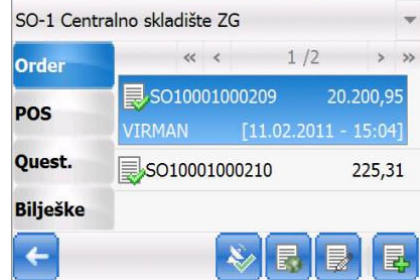 SO-1 Centralno skladište ZG
Order
« < 1 /2 > »
POS
SO10001000209 20.200,95
VIRMAN [11.02.2011 - 15:04]
Quest.
SO10001000210 225,31
Bilješke